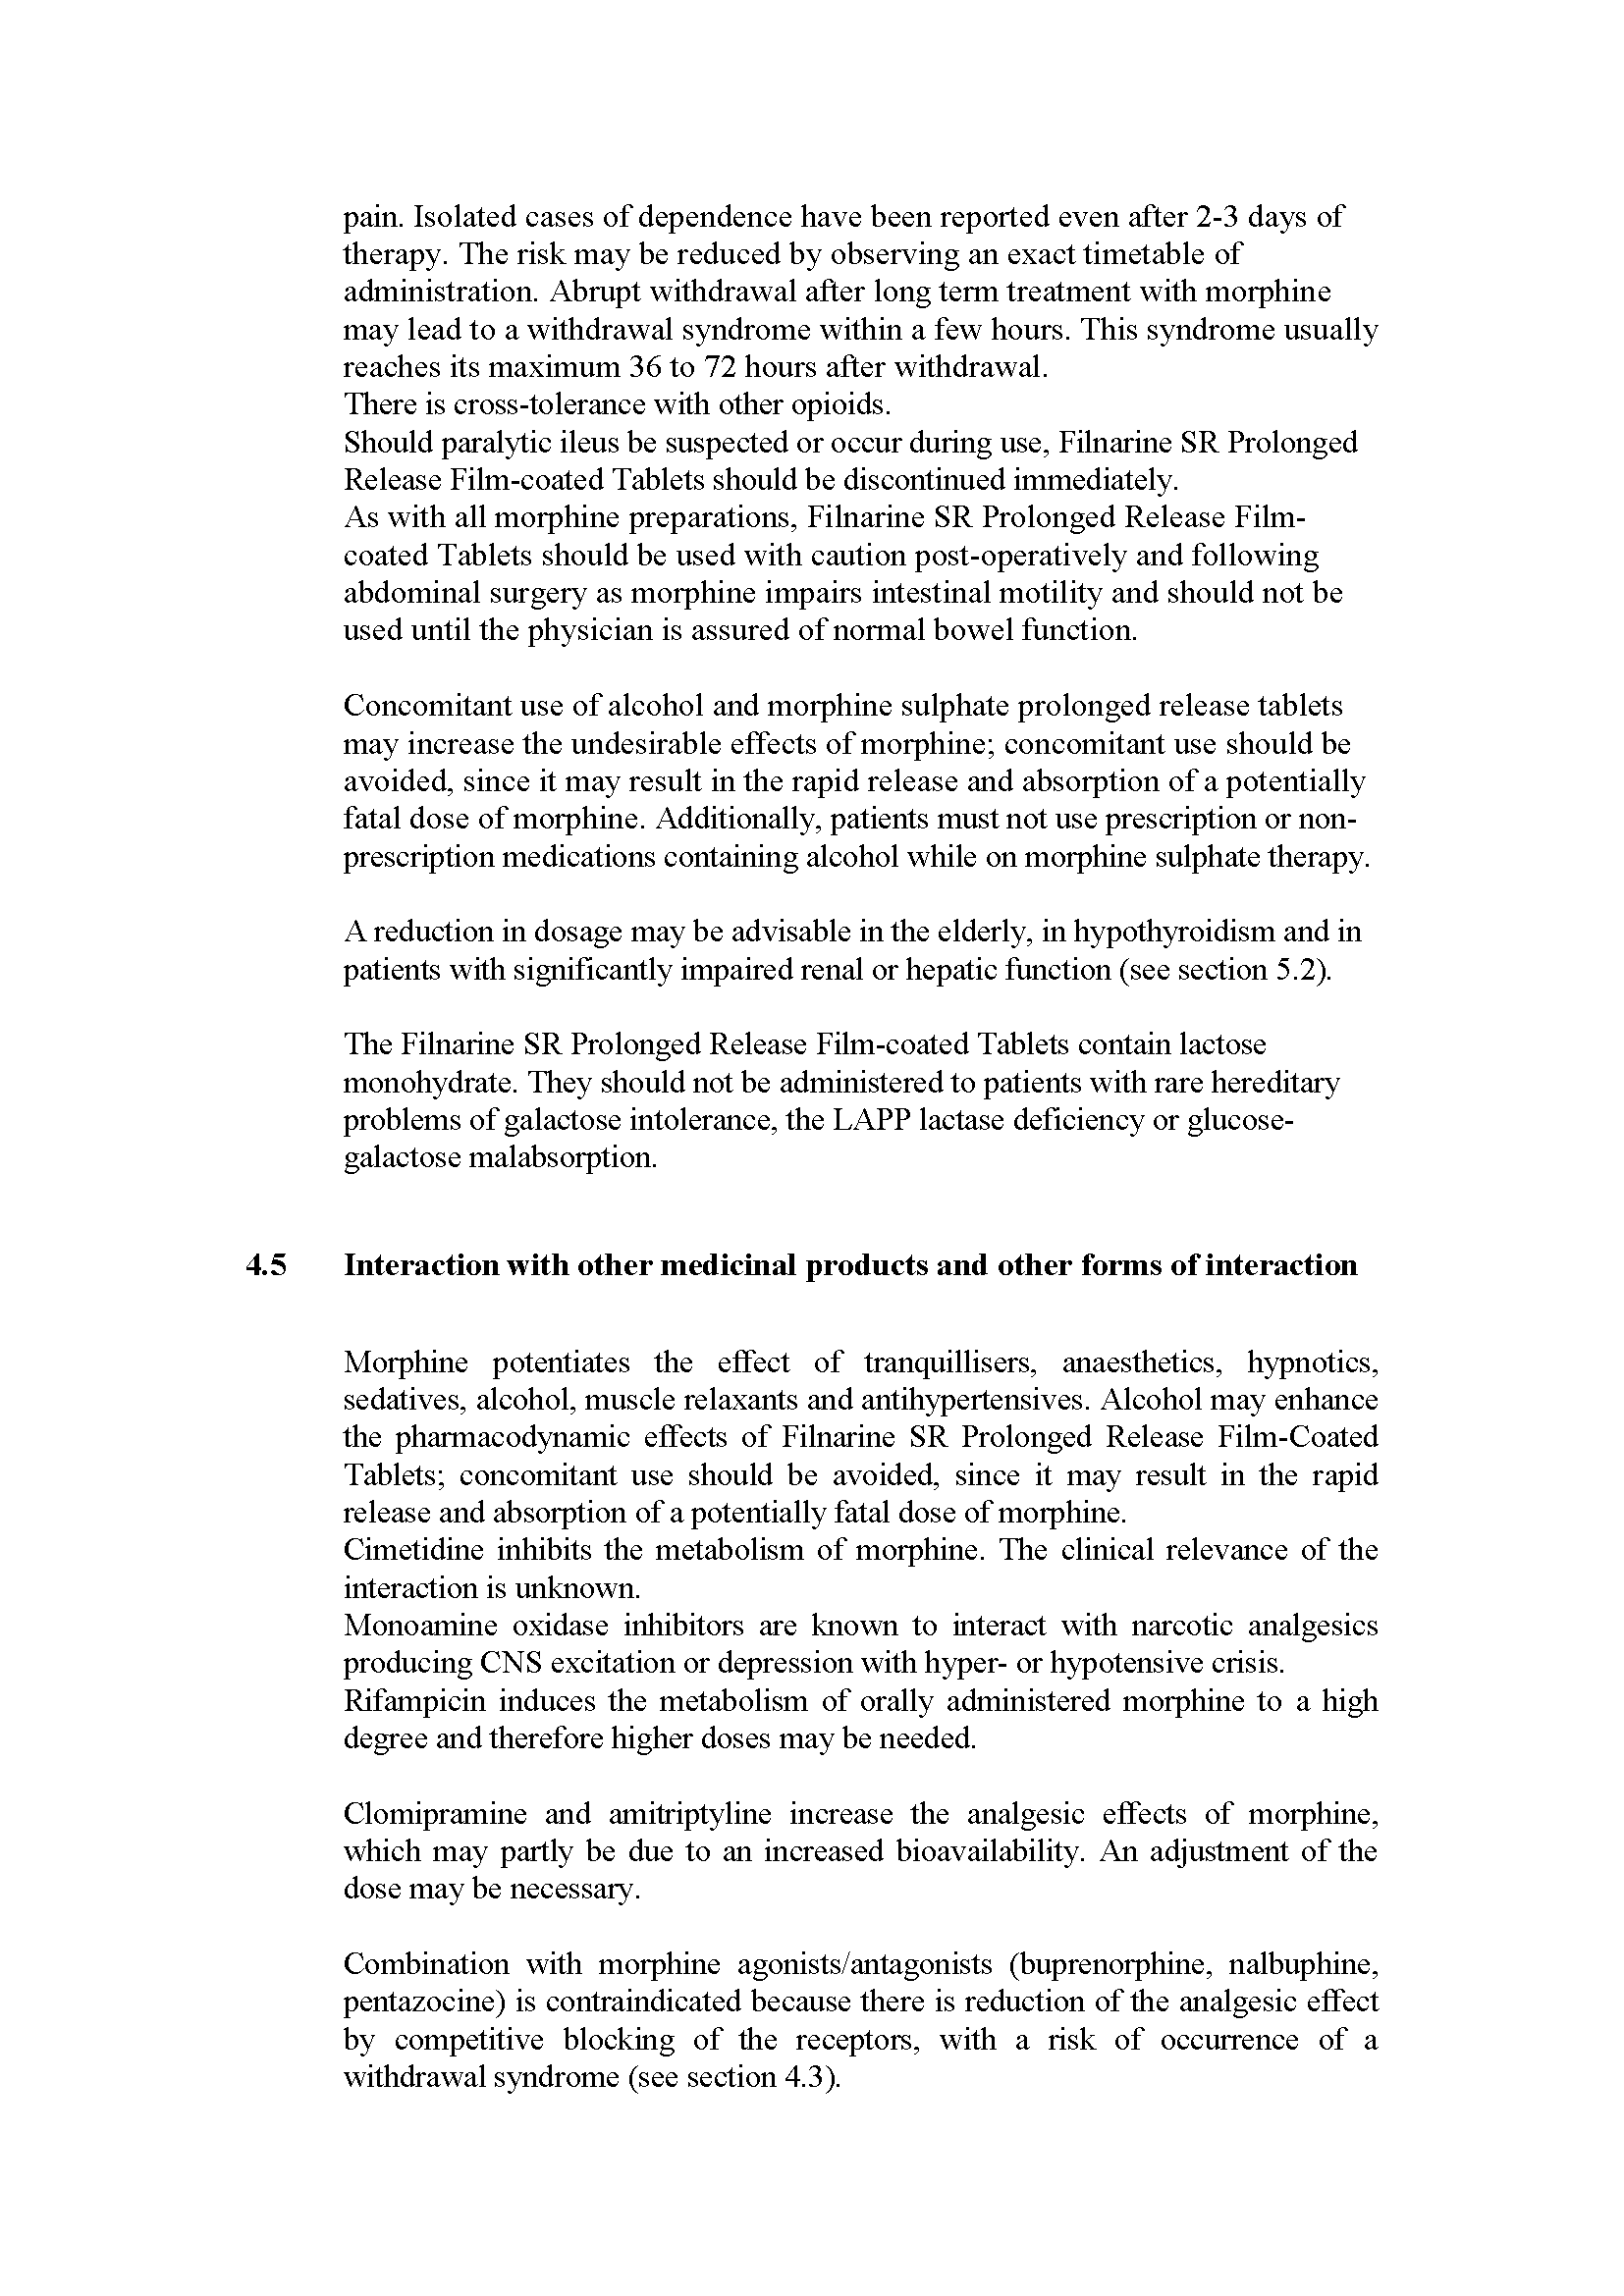 pain. Isolated cases of dependence have been reported even after 2-3 days of
therapy. The risk may be reduced by observing an exact timetable of
administration. Abrupt withdrawal after long term treatment with morphine
may lead to a withdrawal syndrome within a few hours. This syndrome usually
reaches its maximum 36 to 72 hours after withdrawal.
There is cross-tolerance with other opioids.
Should paralytic ileus be suspected or occur during use, Filnarine SR Prolonged
Release Film-coated Tablets should be discontinued immediately.
As with all morphine preparations, Filnarine SR Prolonged Release Film-
coated Tablets should be used with caution post-operatively and following
abdominal surgery as morphine impairs intestinal motility and should not be
used until the physician is assured of normal bowel function.
Concomitant use of alcohol and morphine sulphate prolonged release tablets
may increase the undesirable effects of morphine; concomitant use should be
avoided, since it may result in the rapid release and absorption of a potentially
fatal dose of morphine. Additionally, patients must not use prescription or non-
prescription medications containing alcohol while on morphine sulphate therapy.
A reduction in dosage may be advisable in the elderly, in hypothyroidism and in
patients with significantly impaired renal or hepatic function (see section 5.2).
The Filnarine SR Prolonged Release Film-coated Tablets contain lactose
monohydrate. They should not be administered to patients with rare hereditary
problems of galactose intolerance, the LAPP lactase deficiency or glucose-
galactose malabsorption.
4.5 Interaction with other medicinal products and other forms of interaction
Morphine potentiates the effect of tranquillisers, anaesthetics, hypnotics,
sedatives, alcohol, muscle relaxants and antihypertensives. Alcohol may enhance
the pharmacodynamic effects of Filnarine SR Prolonged Release Film-Coated
Tablets; concomitant use should be avoided, since it may result in the rapid
release and absorption of a potentially fatal dose of morphine.
Cimetidine inhibits the metabolism of morphine. The clinical relevance of the
interaction is unknown.
Monoamine oxidase inhibitors are known to interact with narcotic analgesics
producing CNS excitation or depression with hyper- or hypotensive crisis.
Rifampicin induces the metabolism of orally administered morphine to a high
degree and therefore higher doses may be needed.
Clomipramine and amitriptyline increase the analgesic effects of morphine,
which may partly be due to an increased bioavailability. An adjustment of the
dose may be necessary.
Combination with morphine agonists/antagonists (buprenorphine, nalbuphine,
pentazocine) is contraindicated because there is reduction of the analgesic effect
by competitive blocking of the receptors, with a risk of occurrence of a
withdrawal syndrome (see section 4.3).